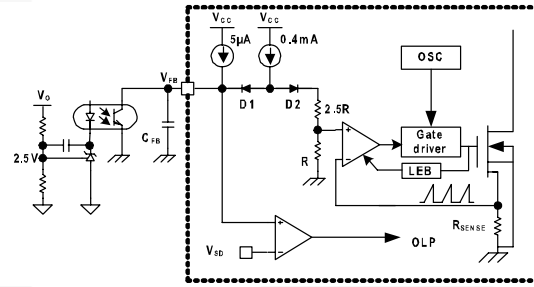 Vcc
Vcc
5µA
0.4mA
OSC
VFB
VO
D1
D2
2.5R
CFB
+
Gate
driver
2.5V
R
−
LEB
RSENSE
+
VSD
−
OLP